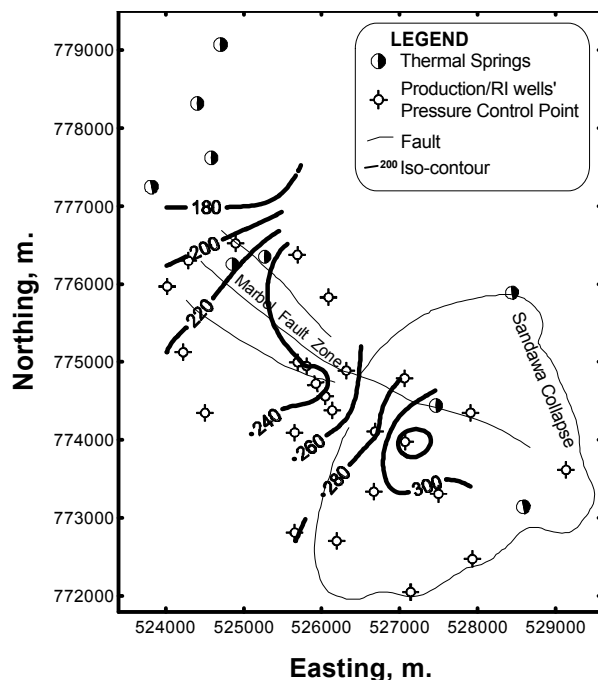 LEGEND
Thermal Springs
Production/RI wells'
Pressure Control Point
Fault
200 Iso-contour
779000
778000
777000
776000
775000
774000
773000
772000
Northing, m.
180
200
220
240
260
280
300
Marbol Fault Zone
Sandawa Collapse
524000 525000 526000 527000 528000 529000
Easting, m.